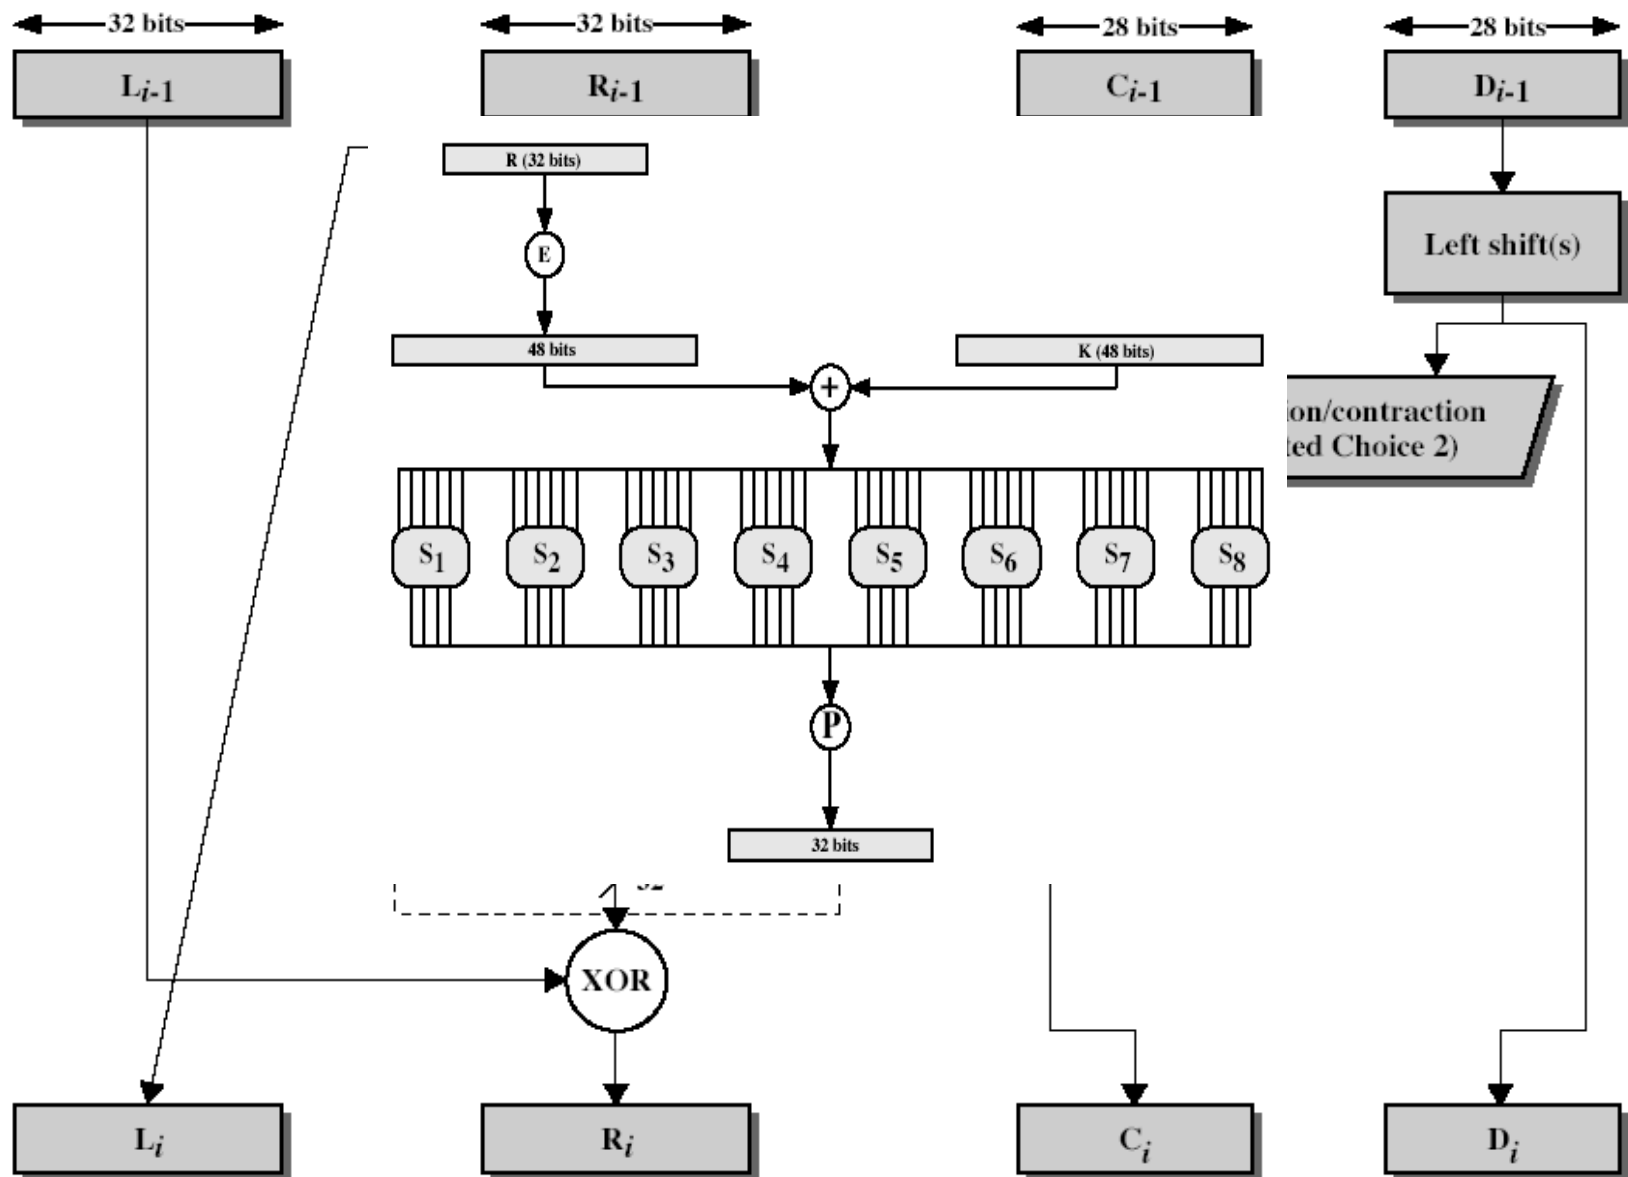 32 bits 32 bits 28 bits 28 bits
Li-1 Ri-1 Ci-1 Di-1
R (32 bits)
E
Left shift(s)
48 bits K (48 bits)
+
ion/contraction
ted Choice 2)
S1 S2 S3 S4 S5 S6 S7 S8
P
32 bits
XOR
Li Ri Ci Di